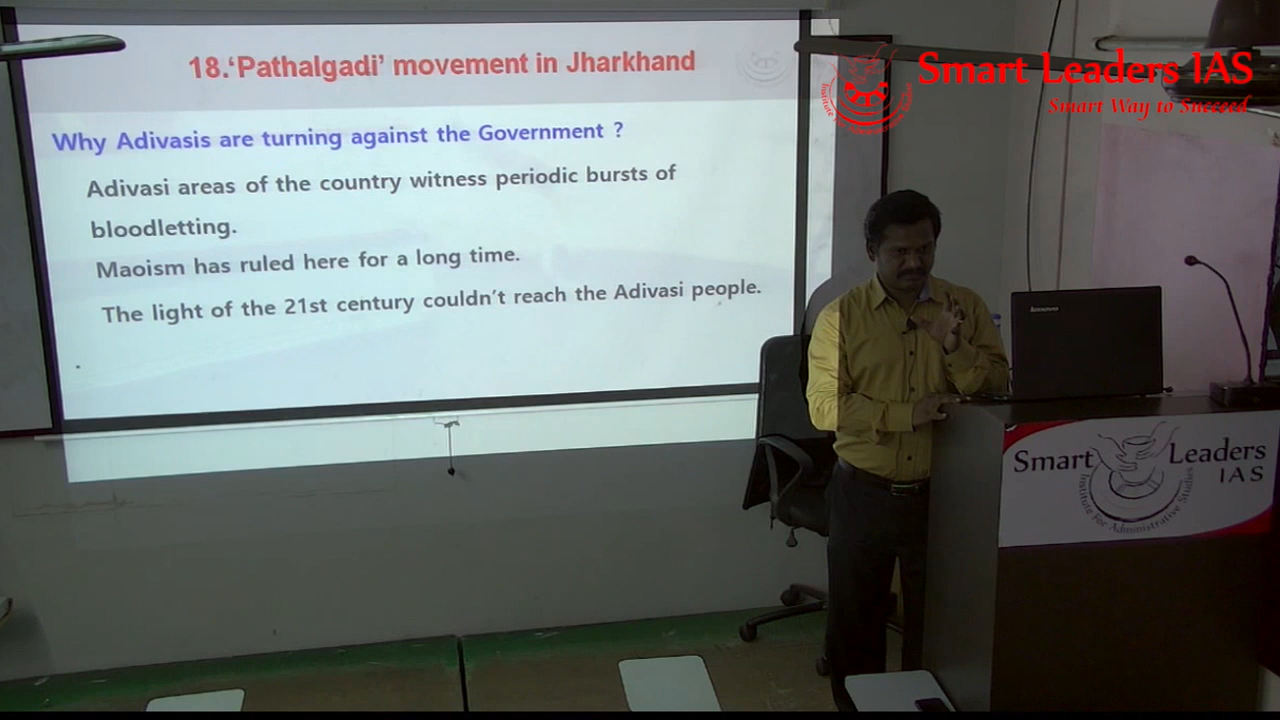 18.‘Pathalgadi’ movement in Jharkhand
Why Adivasis are turning against the Government ?
Adivasi areas of the country witness periodic bursts of
bloodletting.
Maoism has ruled here for a long time.
The light of the 21st century couldn't reach the Adivasi people.
Smart Leaders IAS
Smart Way to Succeed
lenovo
Smart Leaders
IAS
Institute For Administrative Studies